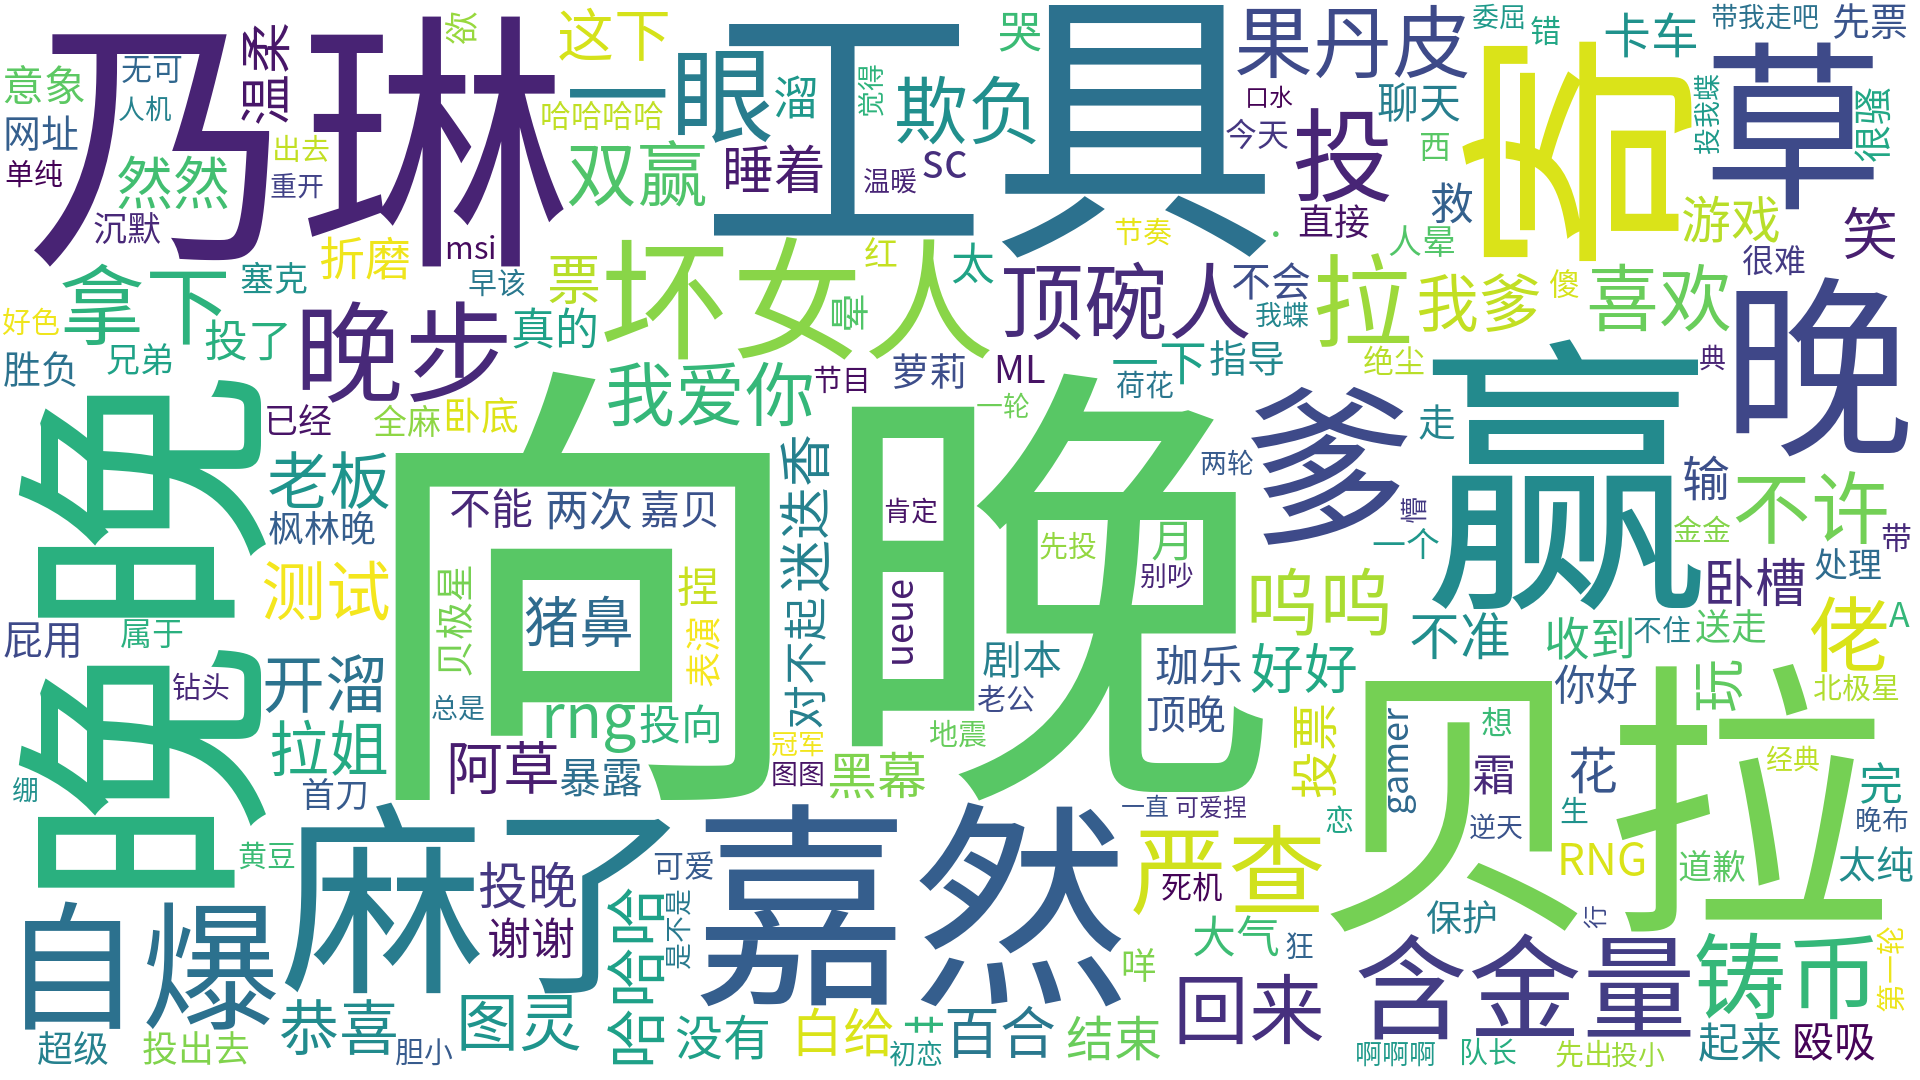 乃琳
工具
向晚
贝拉
嘉然
赢
晚晚
麻了
寄
草
晚
爹
自爆
坏女人
含金量
一眼
晚步
顶碗人
果丹皮
投
拉
严查
铸币
拿下
我爱你
欺负
双赢
这下
温柔
然然
意象
网址
无可
人机
单纯
沉默
出去
重开
欲
哈哈哈哈
溜
睡着
觉得
温暖
sc
哭
口水
今天
聊天
直接
救
西
卡车
错
委屈
带我走吧
先票
投我蝶
很骚
游戏
笑
很难
人晕
节奏
折磨
msi
早该
票
红
太
不会
我蝶
我爹
傻
喜欢
塞克
投了
兄弟
好色
胜负
真的
萝莉
ML
节目
一轮
一下
指导
荷花
绝尘
典
已经
全麻
卧底
老板
枫林晚
测试
不能
两次
嘉贝
肯定
对不起
迷迭者
先投
月
别吵
两轮
走
输
不许
金金
带
懵
一个
卧槽
处理
呜呜
不准
收到
不住
送走
佬
A
北极星
你好
玩
好好
珈乐
顶晚
剧本
老公
地震
ueue
猪鼻
捏
表演
贝极星
总是
rng
投向
阿草
暴露
冠军
图图
黑幕
开溜
拉姐
首刀
钻头
属于
屁用
绷
黄豆
投票
gamer
想
霜
花
经典
完
晚布
太纯
生
逆天
RNG
道歉
恋
一直
可爱捏
死机
大气
狂
咩
保护
行
第一轮
投晚
谢谢
可爱
是不是
哈哈哈
恭喜
图灵
没有
白给
艹
初恋
百合
结束
回来
啊啊啊
队长
先出
投小
起来
殴吸
超级
投出去
胆小